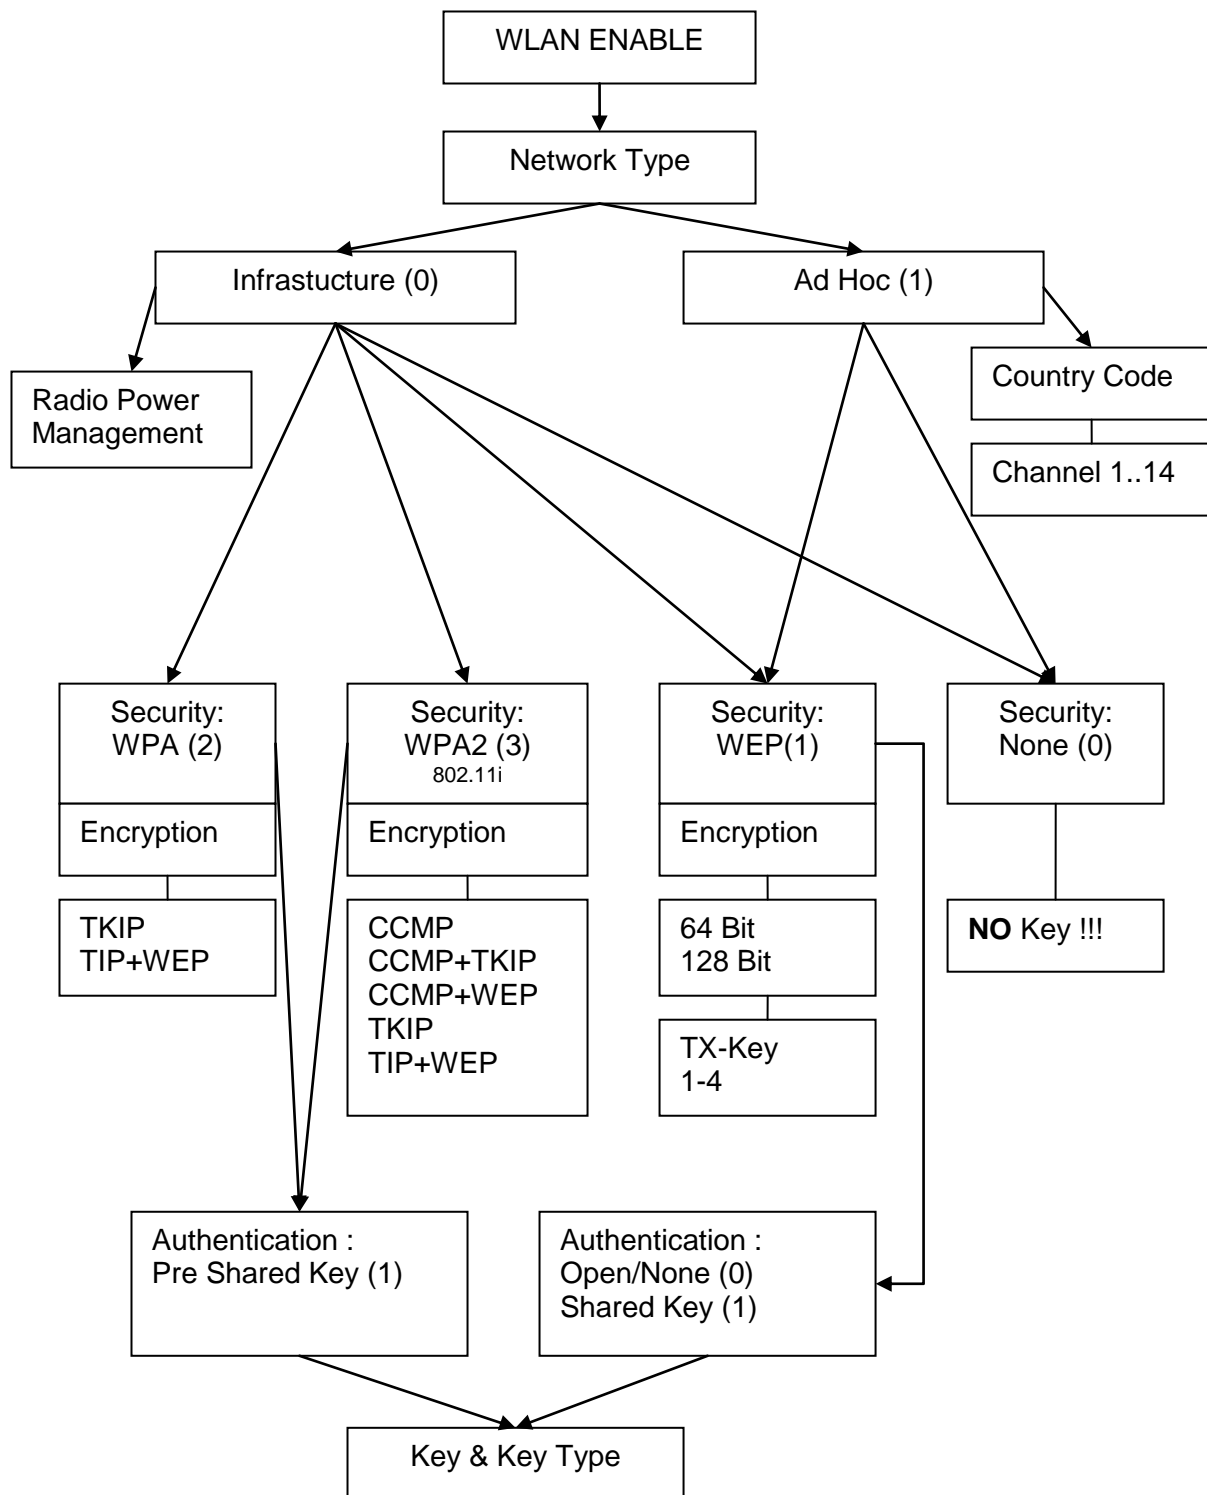 WLAN ENABLE
Network Type
Infrastucture (0)
Ad Hoc (1)
Radio Power
Management
Country Code
Channel 1..14
Security:
WPA (2)
Encryption
TKIP
TIP+WEP
Security:
WPA2 (3)
802.11i
Encryption
CCMP
CCMP+TKIP
CCMP+WEP
TKIP
TIP+WEP
Security:
WEP(1)
Encryption
64 Bit
128 Bit
TX-Key
1-4
Security:
None (0)
NO Key !!!
Authentication :
Pre Shared Key (1)
Authentication :
Open/None (0)
Shared Key (1)
Key & Key Type